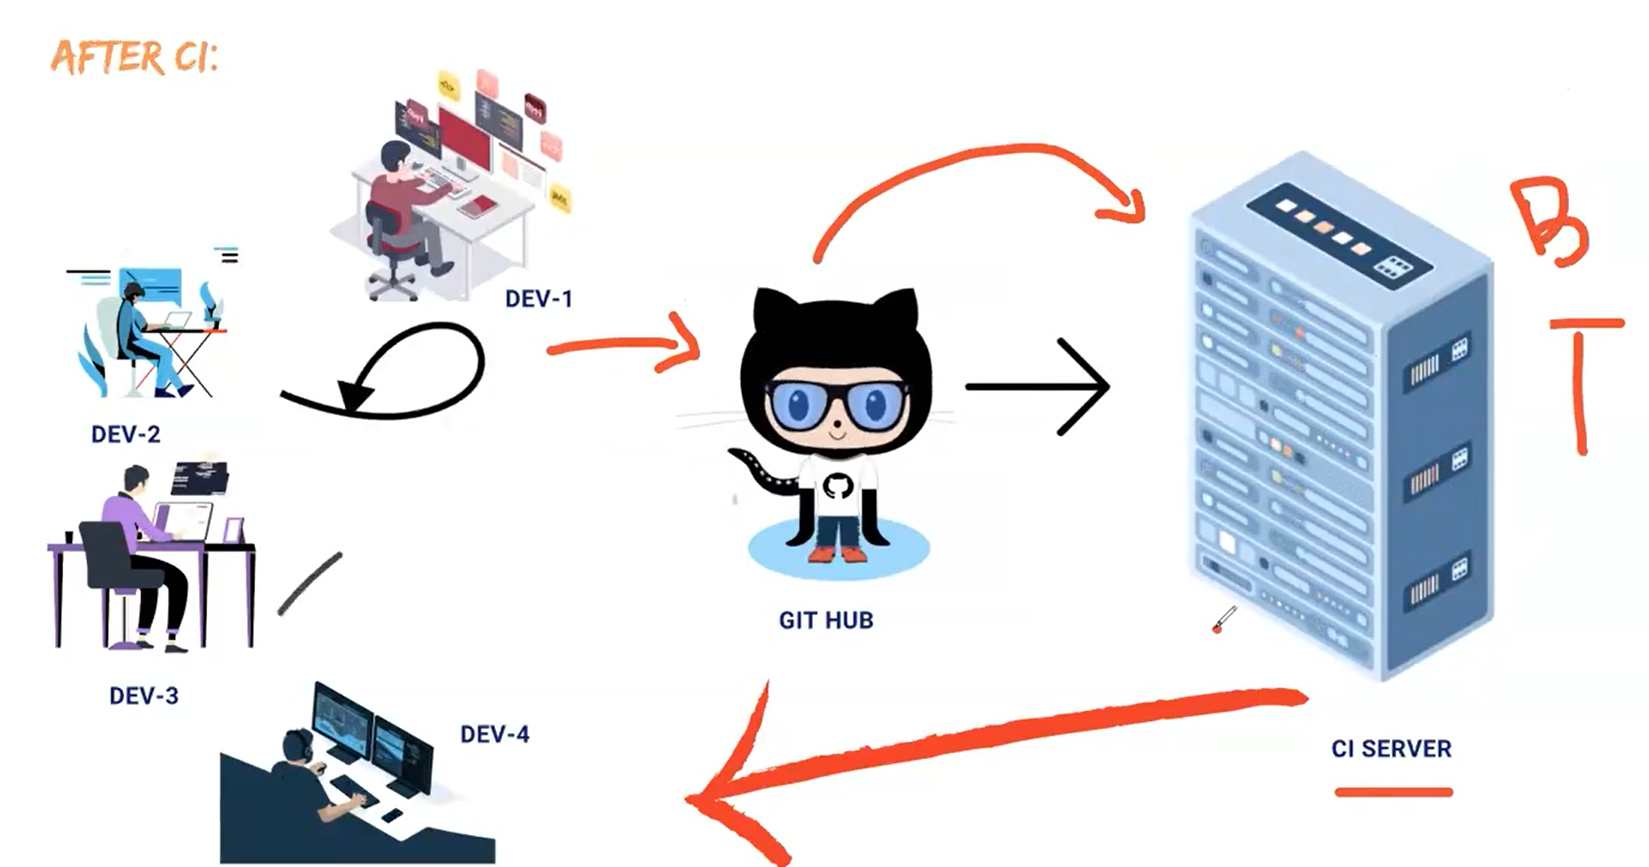 AFTER CI:
DEV-1
B
T
DEV-2
GIT HUB
DEV-3
DEV-4
CI SERVER